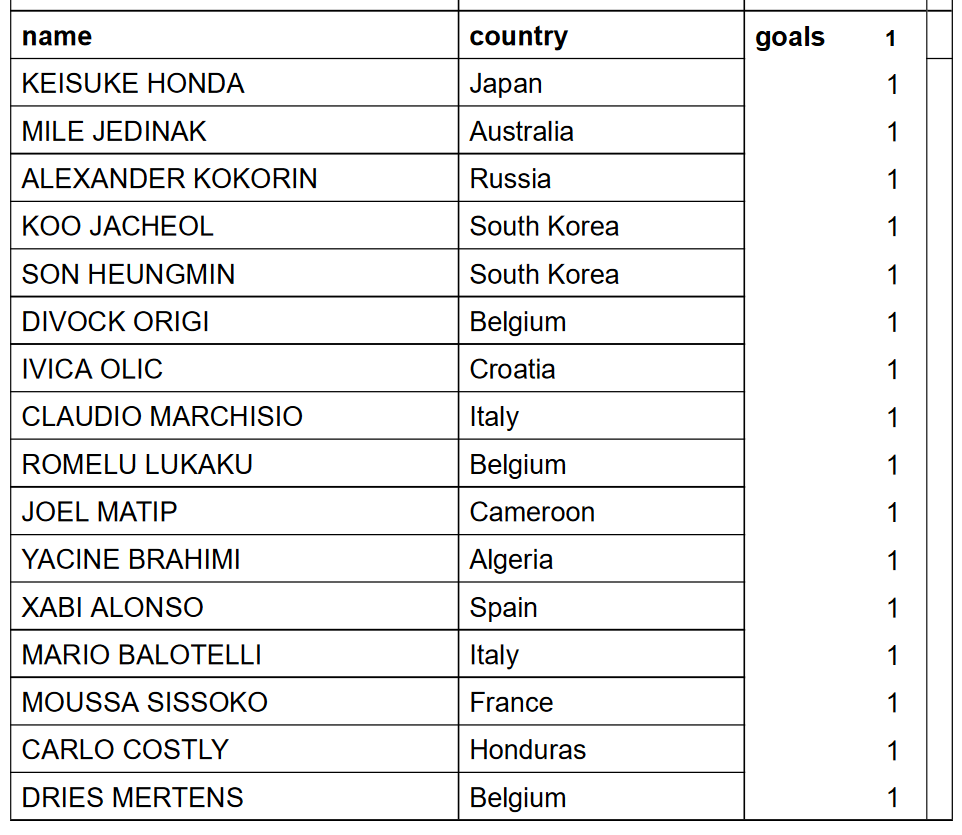 name country goals 1
KEISUKE HONDA Japan 1
MILE JEDINAK Australia 1
ALEXANDER KOKORIN Russia 1
KOO JACHEOL South Korea 1
SON HEUNGMIN South Korea 1
DIVOCK ORIGI Belgium 1
IVICA OLIC Croatia 1
CLAUDIO MARCHISIO Italy 1
ROMELU LUKAKU Belgium 1
JOEL MATIP Cameroon 1
YACINE BRAHIMI Algeria 1
XABI ALONSO Spain 1
MARIO BALOTELLI Italy 1
MOUSSA SISSOKO France 1
CARLO COSTLY Honduras 1
DRIES MERTENS Belgium 1